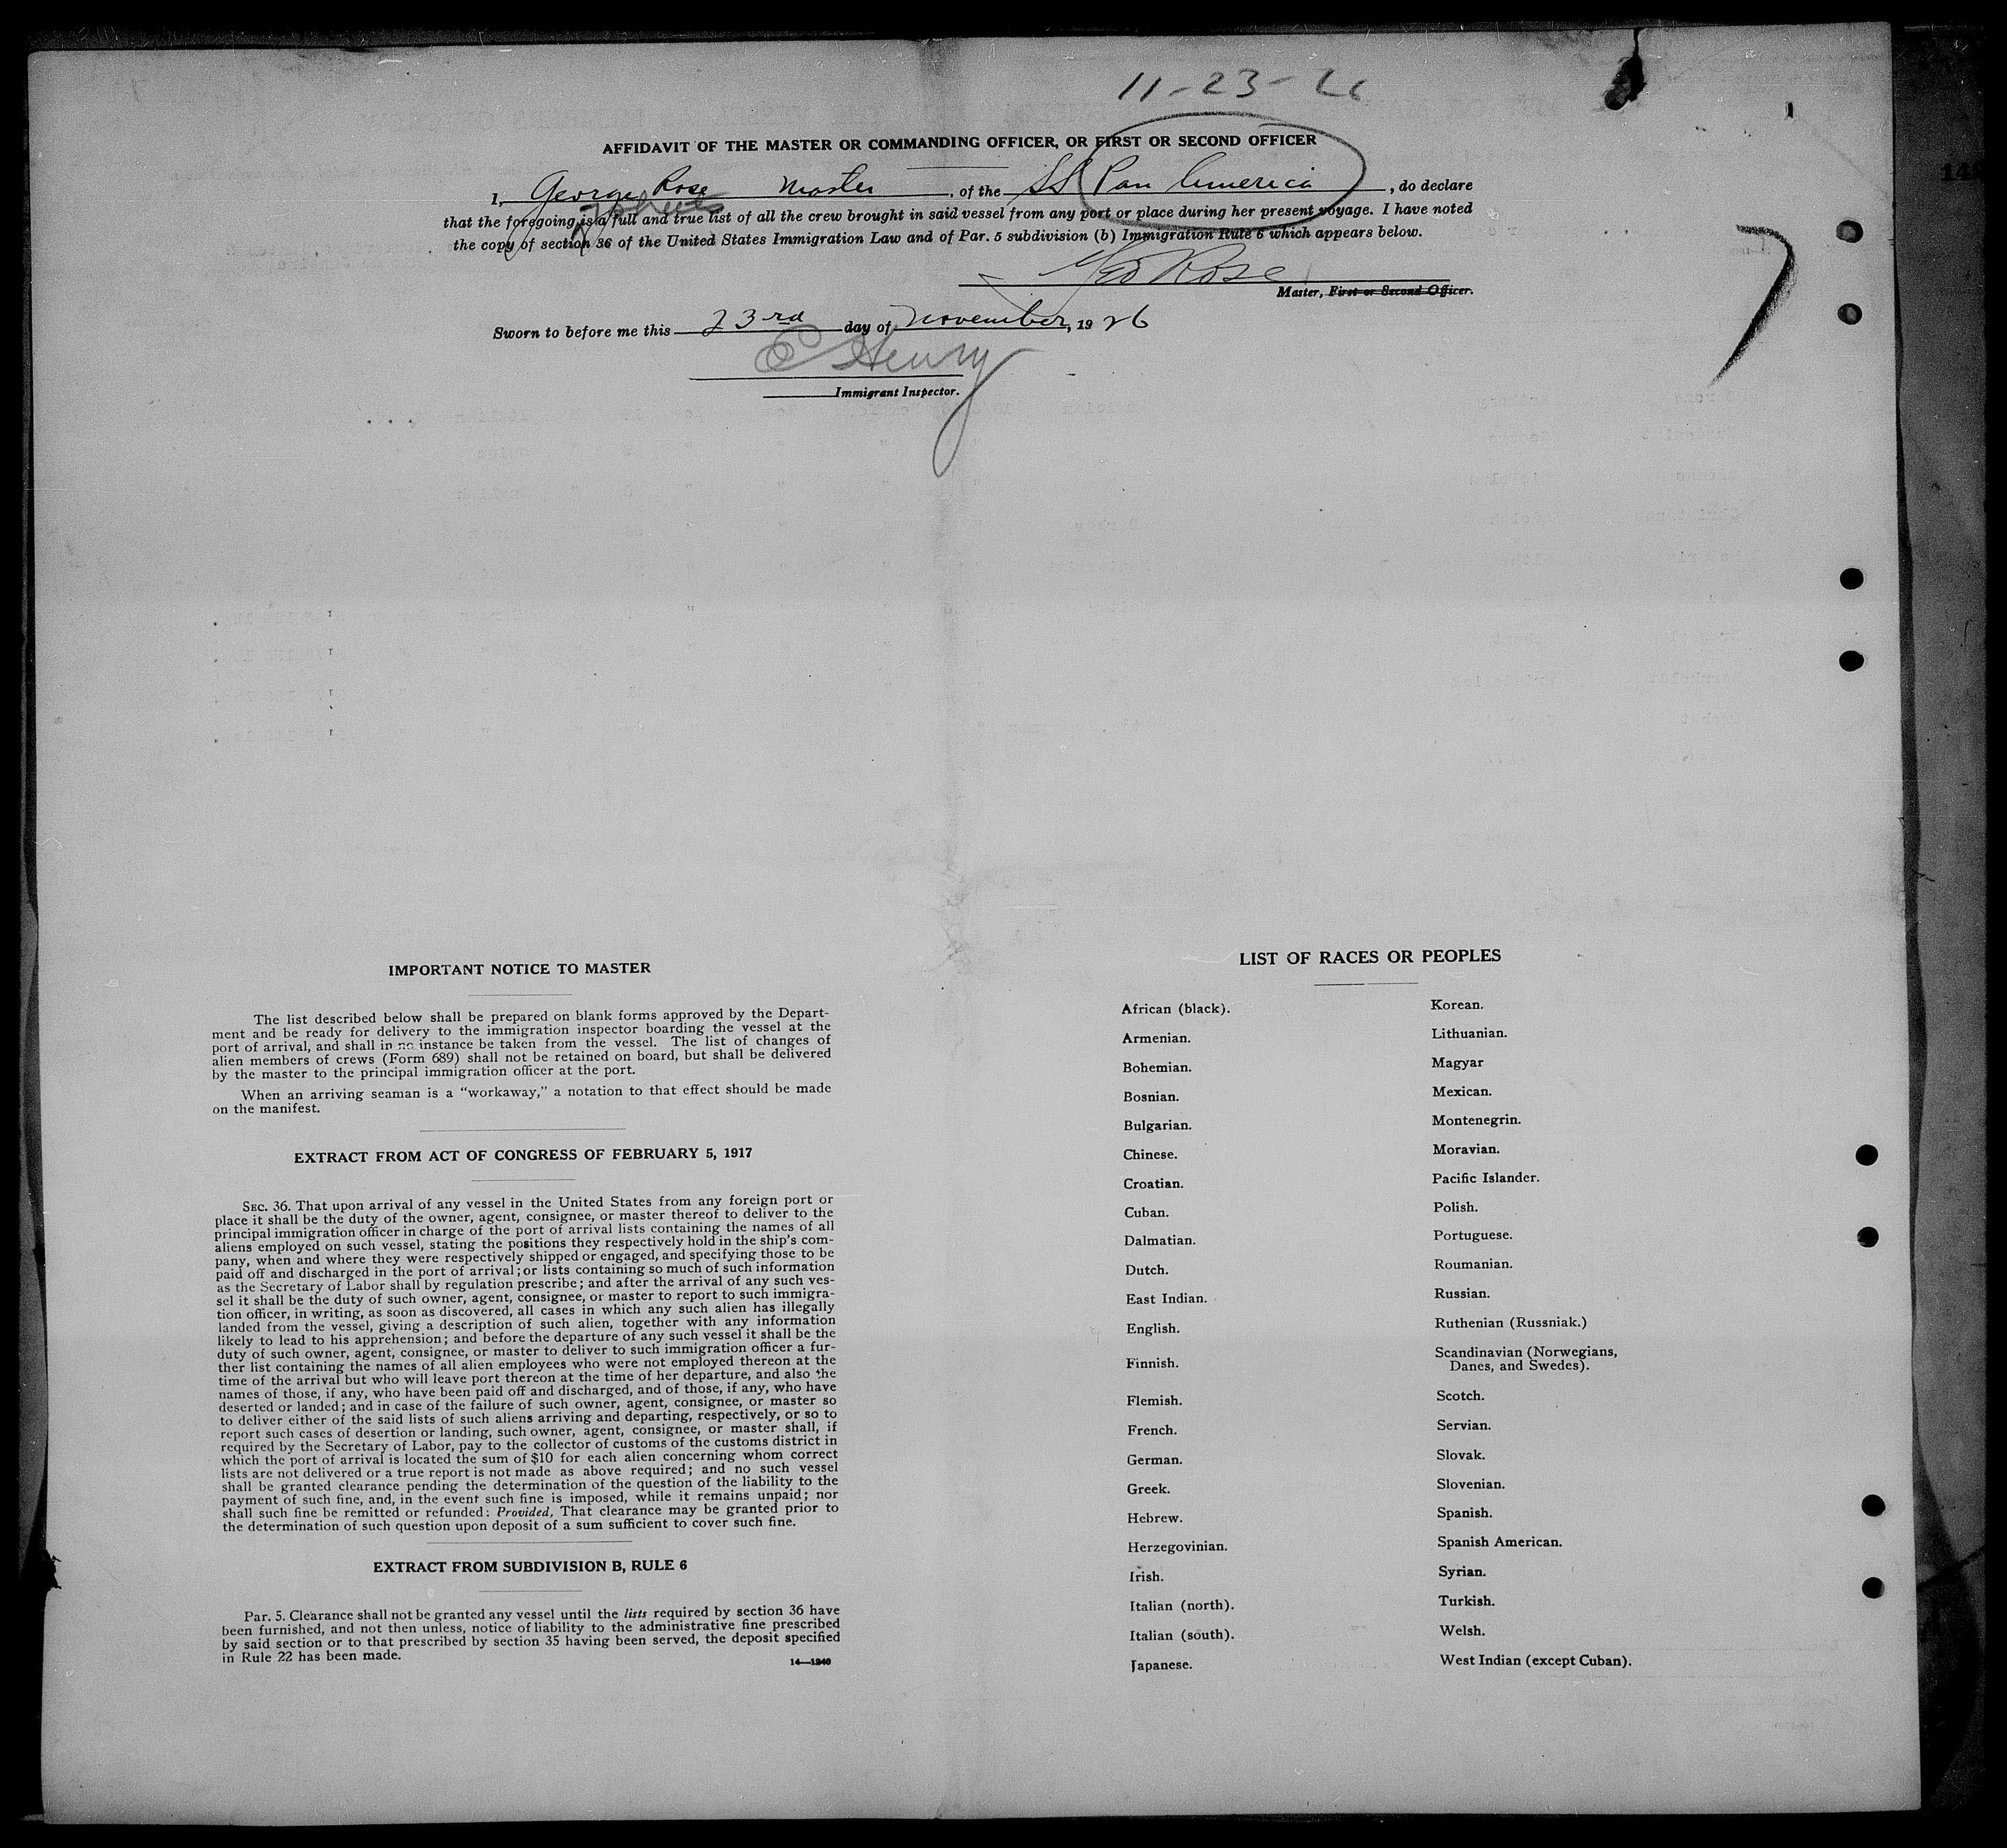 11-23-26
AFFIDAVIT OF THE MASTER OR COMMANDING OFFICER, OR FIRST OR SECOND OFFICER
I, George Rose Master, of the SS Pan America, do declare
that the foregoing is a full and true list of all the crew brought in said vessel from any port or place during her present voyage. I have noted
the copy of section 36 of the United States Immigration Law and of Par. 5 subdivision (b) Immigration Rule 6 which appears below.
Geo Rose
Master, First or Second Officer.
Sworn to before me this 23rd day of November, 1926
E Henry
Immigrant Inspector.
IMPORTANT NOTICE TO MASTER
The list described below shall be prepared on blank forms approved by the Depart-
ment and be ready for delivery to the immigration inspector boarding the vessel at the
port of arrival, and shall in no instance be taken from the vessel. The list of changes of
alien members of crews (Form 689) shall not be retained on board, but shall be delivered
by the master to the principal immigration officer at the port.
When an arriving seaman is a "workaway," a notation to that effect should be made
on the manifest.
EXTRACT FROM ACT OF CONGRESS OF FEBRUARY 5, 1917
SEC. 36. That upon arrival of any vessel in the United States from any foreign port or
place it shall be the duty of the owner, agent, consignee, or master thereof to deliver to the
principal immigration officer in charge of the port of arrival lists containing the names of all
aliens employed on such vessel, stating the positions they respectively hold in the ship's com-
pany, when and where they were respectively shipped or engaged, and specifying those to be
paid off and discharged in the port of arrival; or lists containing so much of such information
as the Secretary of Labor shall by regulation prescribe; and after the arrival of any such ves-
sel it shall be the duty of such owner, agent, consignee, or master to report to such immigra-
tion officer, in writing, as soon as discovered, all cases in which any such alien has illegally
landed from the vessel, giving a description of such alien, together with any information
likely to lead to his apprehension; and before the departure of any such vessel it shall be the
duty of such owner, agent, consignee, or master to deliver to such immigration officer a fur-
ther list containing the names of all alien employees who were not employed thereon at the
time of the arrival but who will leave port thereon at the time of her departure, and also the
names of those, if any, who have been paid off and discharged, and of those, if any, who have
deserted or landed; and in case of the failure of such owner, agent, consignee, or master so
to deliver either of the said lists of such aliens arriving and departing, respectively, or so to
report such cases of desertion or landing, such owner, agent, consignee, or master shall, if
required by the Secretary of Labor, pay to the collector of customs of the customs district in
which the port of arrival is located the sum of $10 for each alien concerning whom correct
lists are not delivered or a true report is not made as above required; and no such vessel
shall be granted clearance pending the determination of the question of the liability to the
payment of such fine, and, in the event such fine is imposed, while it remains unpaid; nor
shall such fine be remitted or refunded: Provided, That clearance may be granted prior to
the determination of such question upon deposit of a sum sufficient to cover such fine.
EXTRACT FROM SUBDIVISION B, RULE 6
Par. 5. Clearance shall not be granted any vessel until the lists required by section 36 have
been furnished, and not then unless, notice of liability to the administrative fine prescribed
by said section or to that prescribed by section 35 having been served, the deposit specified
in Rule 22 has been made.
14—1240
LIST OF RACES OR PEOPLES
African (black).
Armenian.
Bohemian.
Bosnian.
Bulgarian.
Chinese.
Croatian.
Cuban.
Dalmatian.
Dutch.
East Indian.
English.
Finnish.
Flemish.
French.
German.
Greek.
Hebrew.
Herzegovinian.
Irish.
Italian (north).
Italian (south).
Japanese.
Korean.
Lithuanian.
Magyar
Mexican.
Montenegrin.
Moravian.
Pacific Islander.
Polish.
Portuguese.
Roumanian.
Russian.
Ruthenian (Russniak.)
Scandinavian (Norwegians,
Danes, and Swedes).
Scotch.
Servian.
Slovak.
Slovenian.
Spanish.
Spanish American.
Syrian.
Turkish.
Welsh.
West Indian (except Cuban).